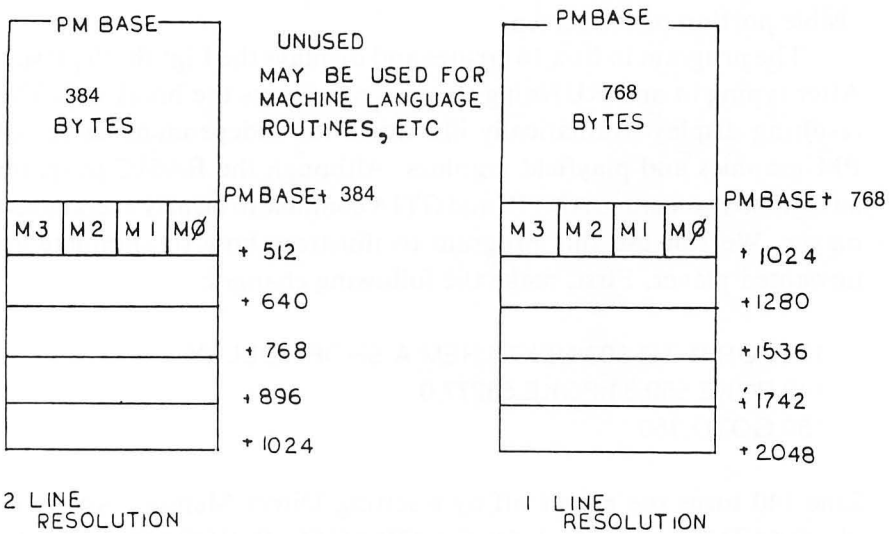 PM BASE
384
BYTES
UNUSED
MAY BE USED FOR
MACHINE LANGUAGE
ROUTINES, ETC
PMBASE+ 384
M3 M2 M1 MØ
+ 512
+ 640
+ 768
+ 896
+ 1024
2 LINE
RESOLUTION
PMBASE
768
BYTES
PMBASE+ 768
M3 M2 M1 MØ
+ 1024
+1280
+1536
+1742
+2048
1 LINE
RESOLUTION